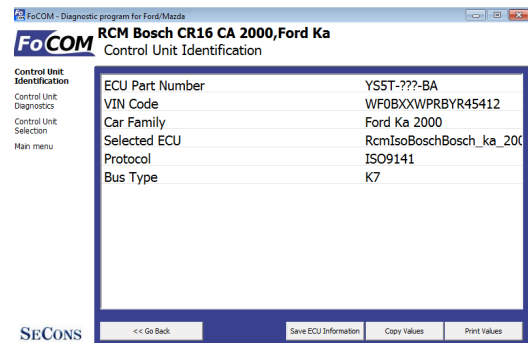 FoCOM - Diagnostic program for Ford/Mazda
FoCOM
RCM Bosch CR16 CA 2000,Ford Ka
Control Unit Identification
Control Unit
Identification
Control Unit
Diagnostics
Control Unit
Selection
Main menu
ECU Part Number YS5T-???-BA
VIN Code WF0BXXWPRBYR45412
Car Family Ford Ka 2000
Selected ECU RcmIsoBoschBosch_ka_200
Protocol ISO9141
Bus Type K7
SECONS
<< Go Back Save ECU Information Copy Values Print Values